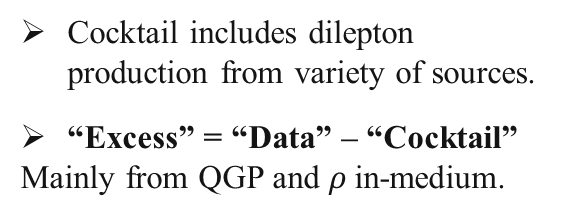 ➢ Cocktail includes dilepton
production from variety of sources.
➢ “Excess” = “Data” – “Cocktail”
Mainly from QGP and ρ in-medium.